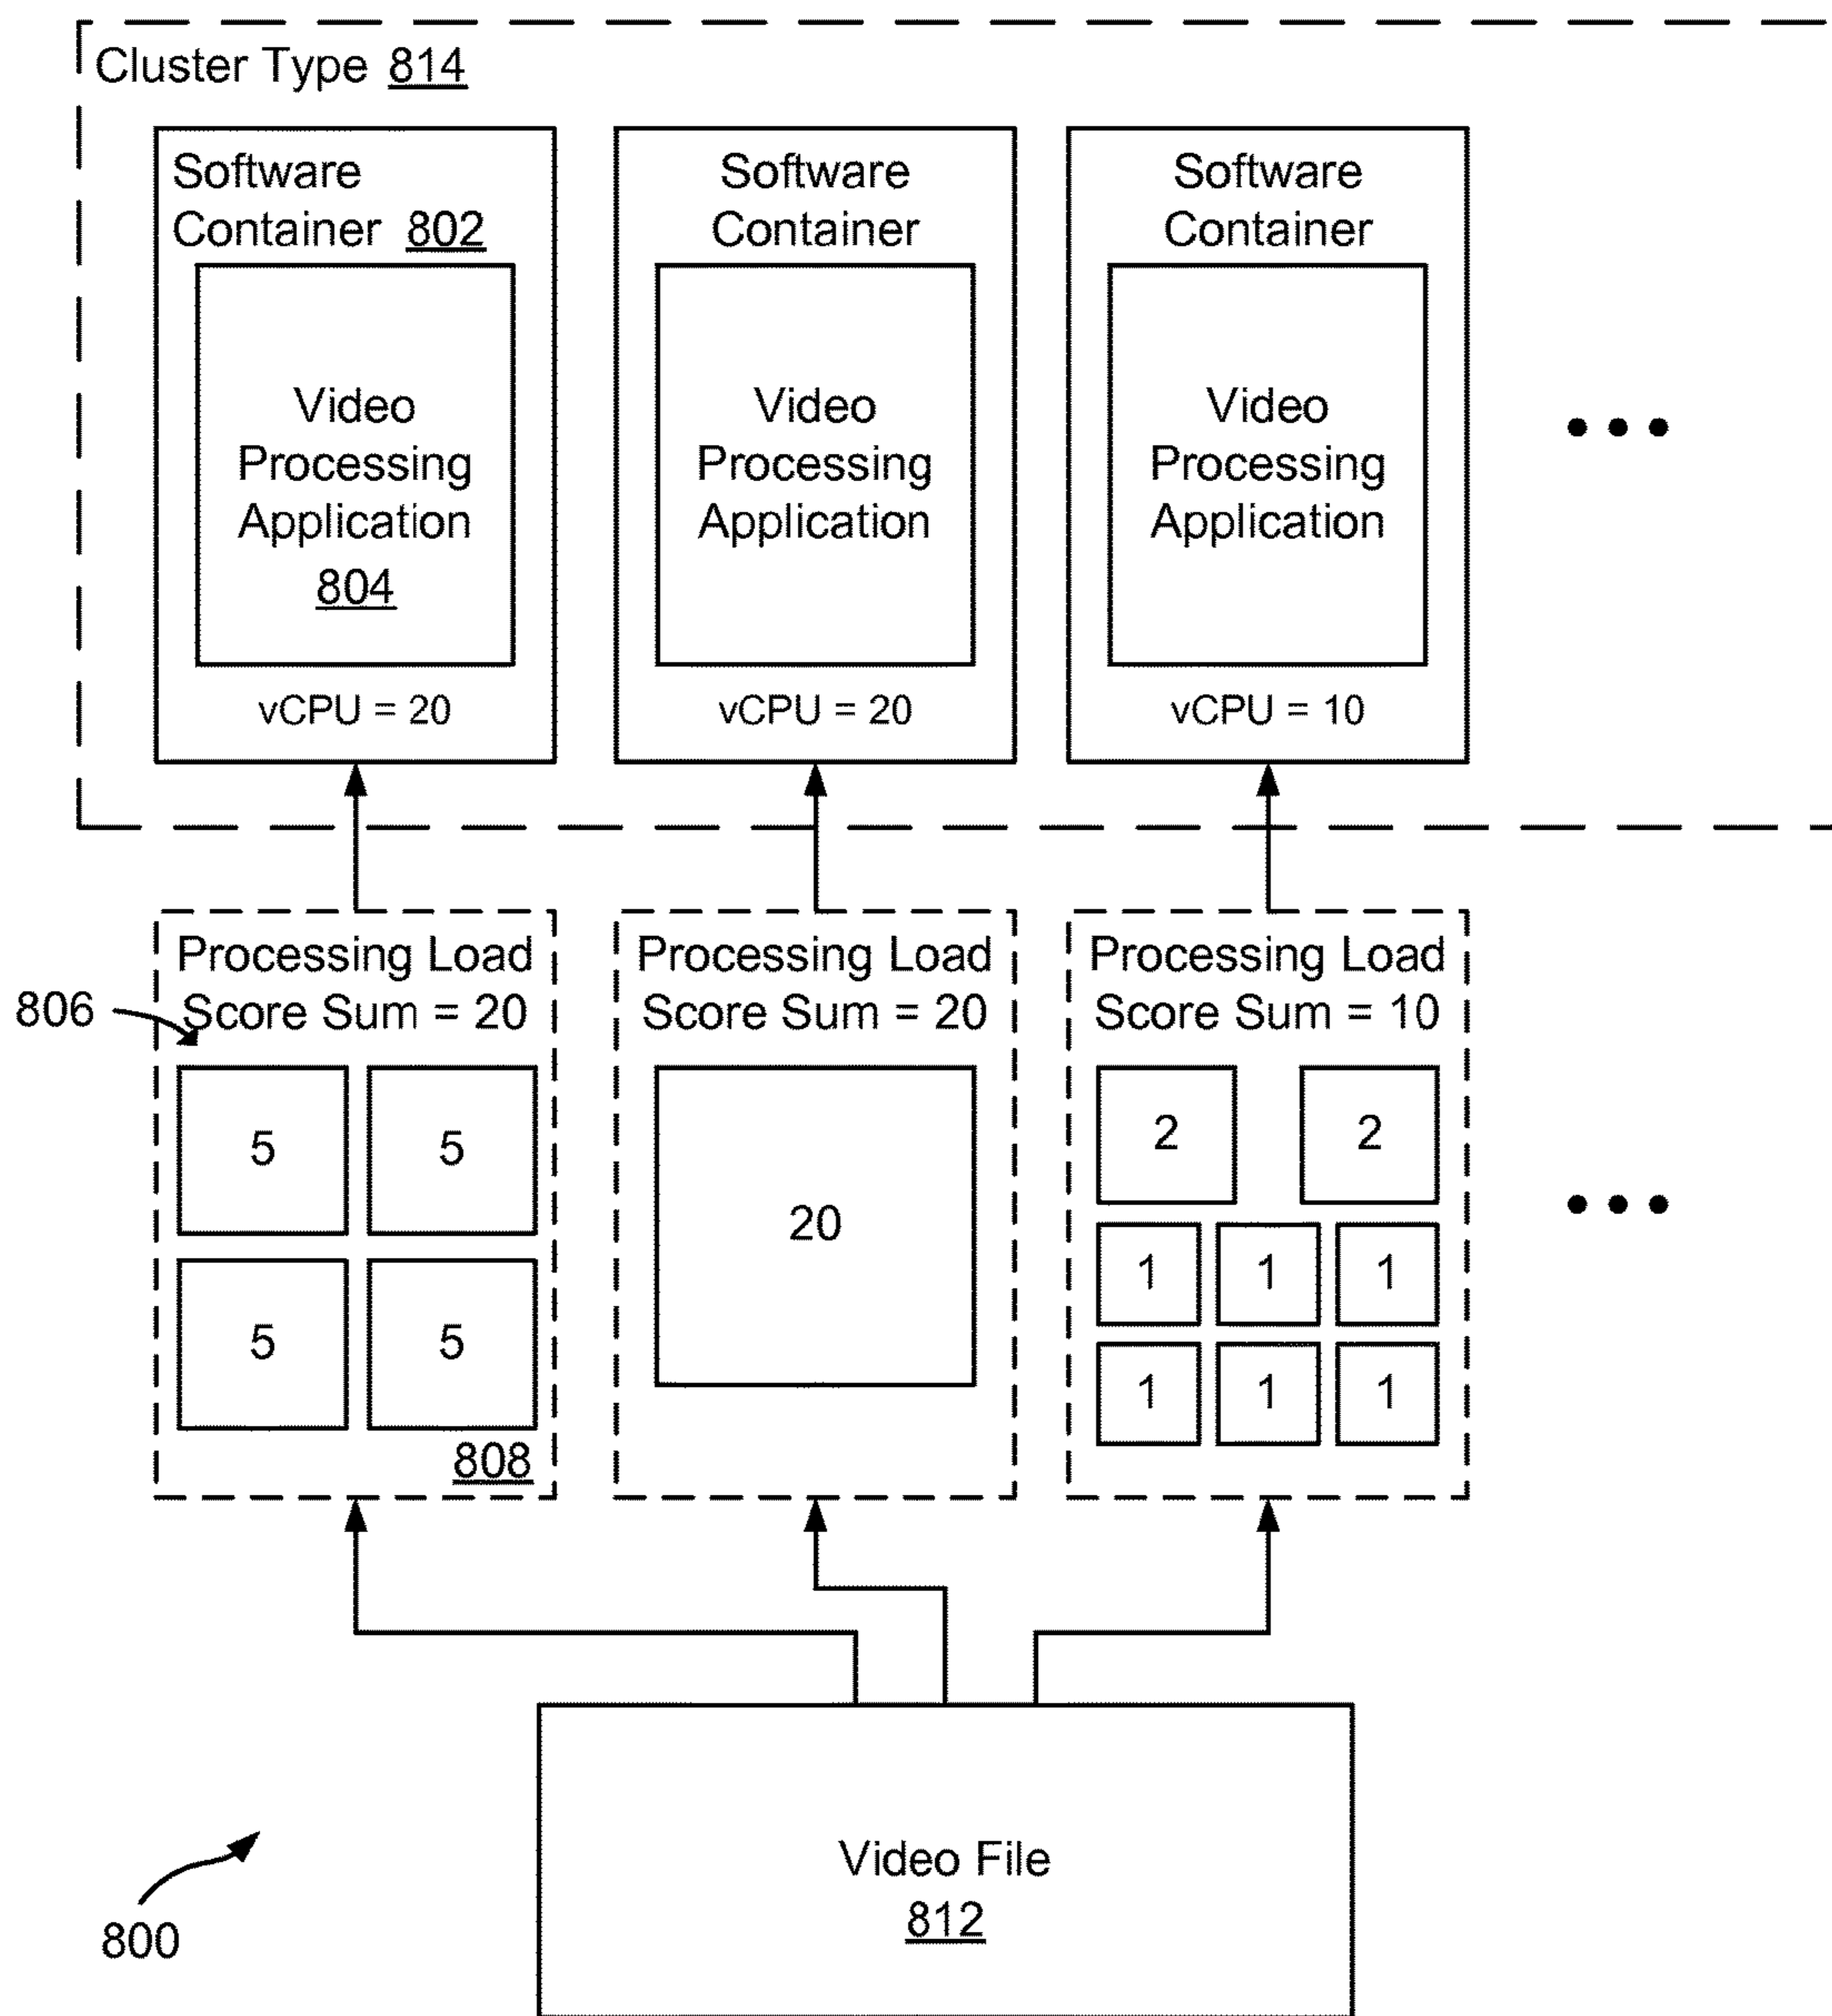 Cluster Type 814
Software
Container 802
Video
Processing
Application
804
vCPU = 20
Software
Container
Video
Processing
Application
vCPU = 20
Software
Container
Video
Processing
Application
vCPU = 10
806
Processing Load
Score Sum = 20
5 5
5 5
808
Processing Load
Score Sum = 20
20
Processing Load
Score Sum = 10
2 2
1 1 1
1 1 1
Video File
812
800